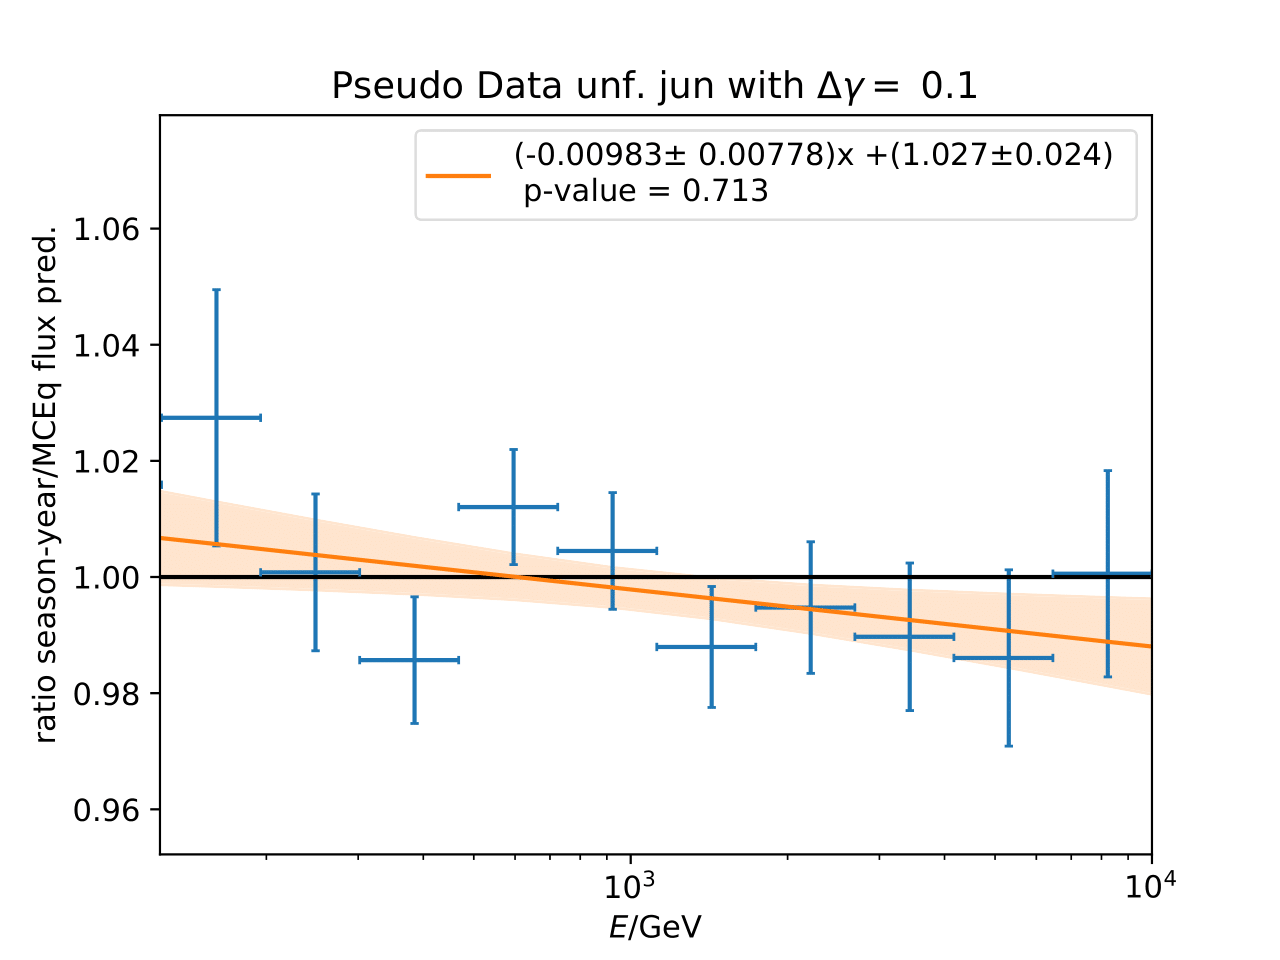 Pseudo Data unf. jun with Δγ = 0.1
(-0.00983± 0.00778)x +(1.027±0.024)
p-value = 0.713
ratio season-year/MCEq flux pred.
1.06
1.04
1.02
1.00
0.98
0.96
10³
10⁴
E/GeV